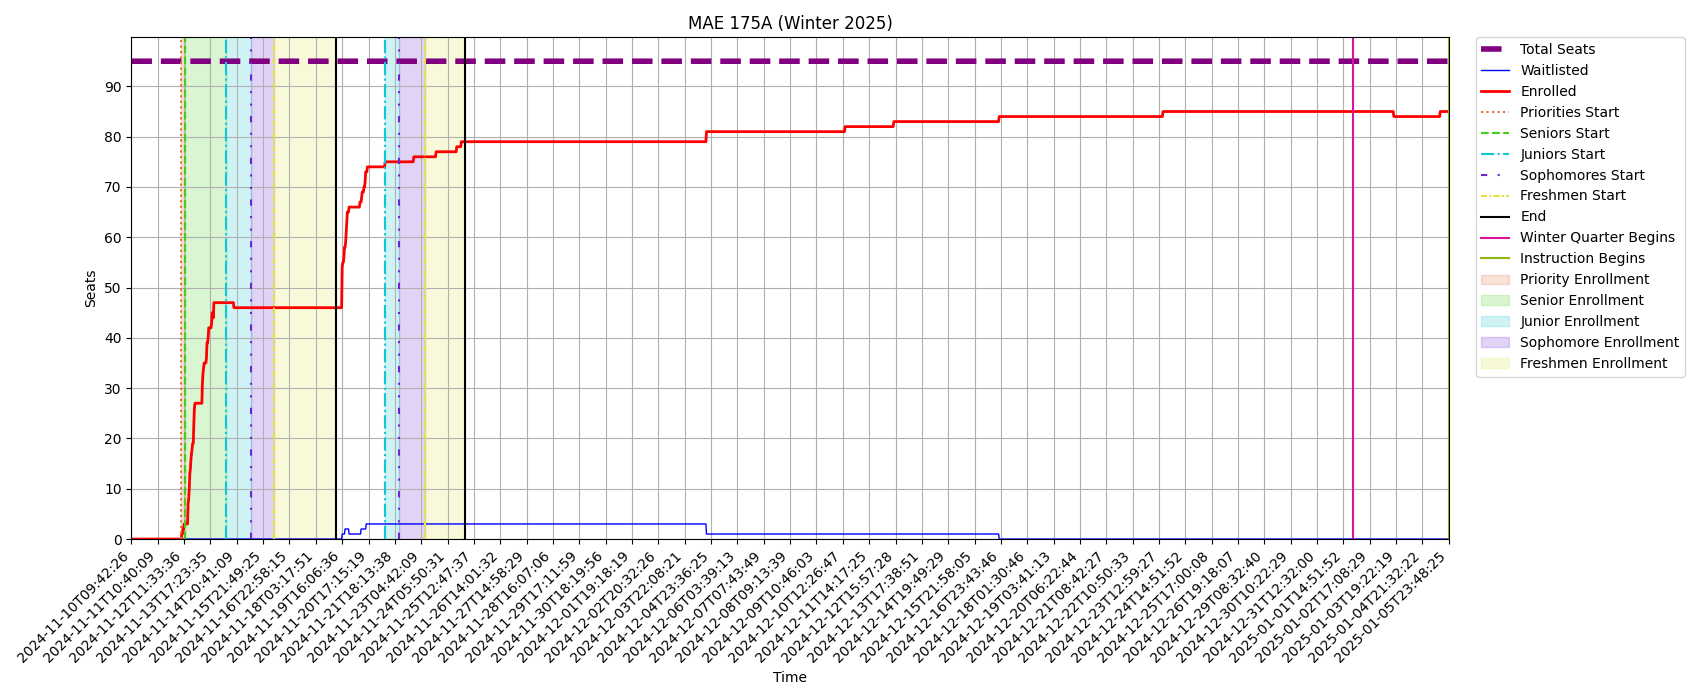 MAE 175A (Winter 2025)
Seats
90
80
70
60
50
40
30
20
10
0
2024-11-10T09:42:26
2024-11-11T10:40:09
2024-11-12T11:33:36
2024-11-13T17:23:35
2024-11-14T20:41:09
2024-11-15T21:49:25
2024-11-16T22:58:15
2024-11-18T03:17:51
2024-11-19T16:06:36
2024-11-20T17:15:19
2024-11-21T18:13:38
2024-11-23T04:42:09
2024-11-24T05:50:31
2024-11-25T12:47:37
2024-11-26T14:01:32
2024-11-27T14:58:29
2024-11-28T16:07:06
2024-11-29T17:11:59
2024-11-30T18:19:56
2024-12-01T19:18:19
2024-12-02T20:32:26
2024-12-03T22:08:21
2024-12-04T23:36:25
2024-12-06T03:39:13
2024-12-07T07:43:49
2024-12-08T09:13:39
2024-12-09T10:46:03
2024-12-10T12:26:47
2024-12-11T14:17:25
2024-12-12T15:57:28
2024-12-13T17:38:51
2024-12-14T19:49:29
2024-12-15T21:58:05
2024-12-16T23:43:46
2024-12-18T01:30:46
2024-12-19T03:41:13
2024-12-20T06:22:44
2024-12-21T08:42:27
2024-12-22T10:50:33
2024-12-23T12:59:27
2024-12-24T14:51:52
2024-12-25T17:00:08
2024-12-26T19:18:07
2024-12-29T08:32:40
2024-12-30T10:22:29
2024-12-31T12:32:00
2025-01-01T14:51:52
2025-01-02T17:08:29
2025-01-03T19:22:19
2025-01-04T21:32:22
2025-01-05T23:48:25
Time
Total Seats
Waitlisted
Enrolled
Priorities Start
Seniors Start
Juniors Start
Sophomores Start
Freshmen Start
End
Winter Quarter Begins
Instruction Begins
Priority Enrollment
Senior Enrollment
Junior Enrollment
Sophomore Enrollment
Freshmen Enrollment